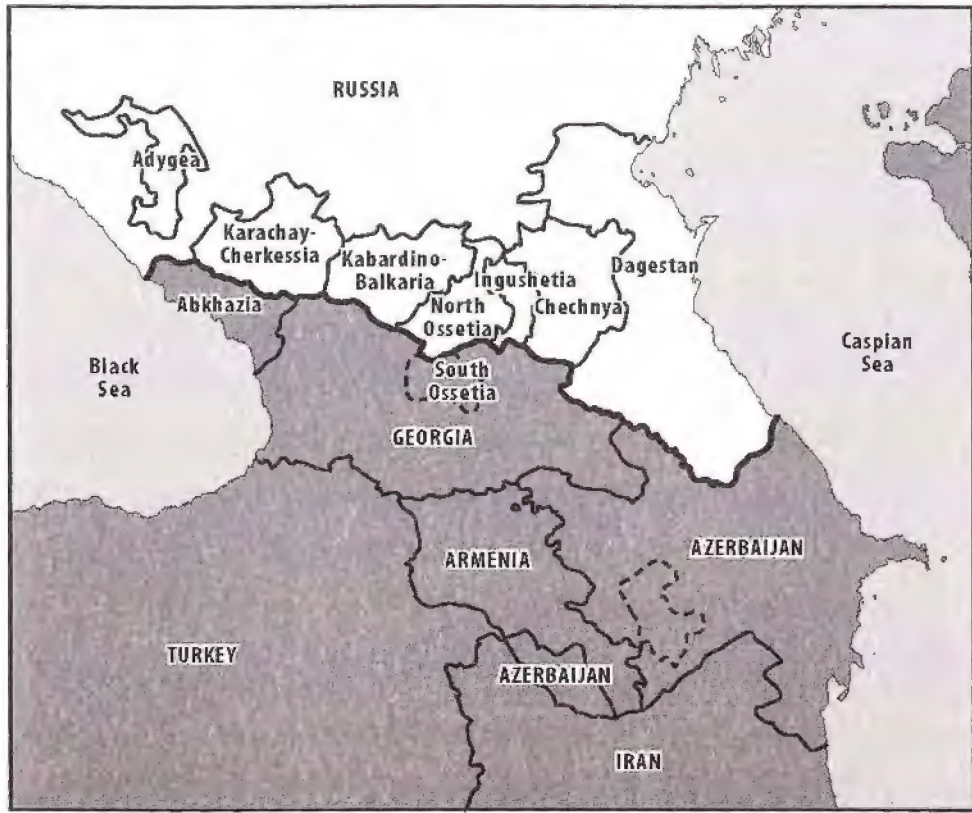 RUSSIA
Adygea
Karachay-
Cherkessia
Kabardino-
Balkaria
Ingushetia
Dagestan
North
Ossetia
Chechnya
Abkhazia
Black
Sea
Caspian
Sea
South
Ossetia
GEORGIA
ARMENIA
AZERBAIJAN
TURKEY
AZERBAIJAN
IRAN